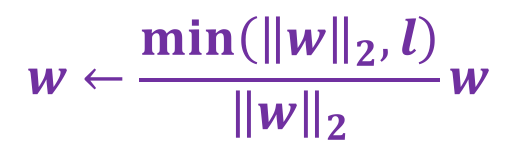 w ← min(‖w‖₂, l) / ‖w‖₂ w